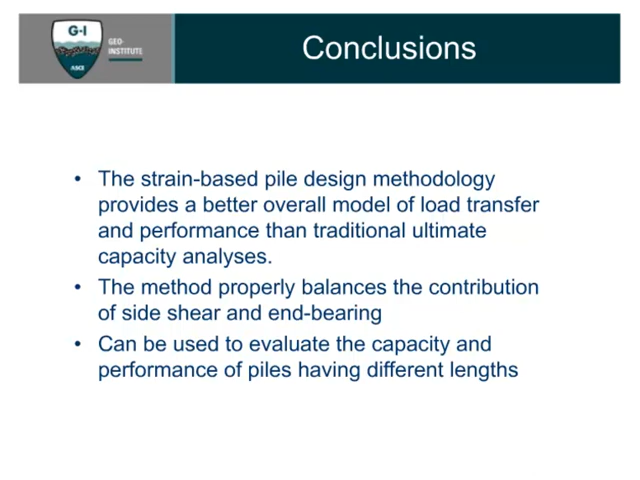 G-I
GEO-
INSTITUTE
ASCE
Conclusions
• The strain-based pile design methodology
provides a better overall model of load transfer
and performance than traditional ultimate
capacity analyses.
• The method properly balances the contribution
of side shear and end-bearing
• Can be used to evaluate the capacity and
performance of piles having different lengths